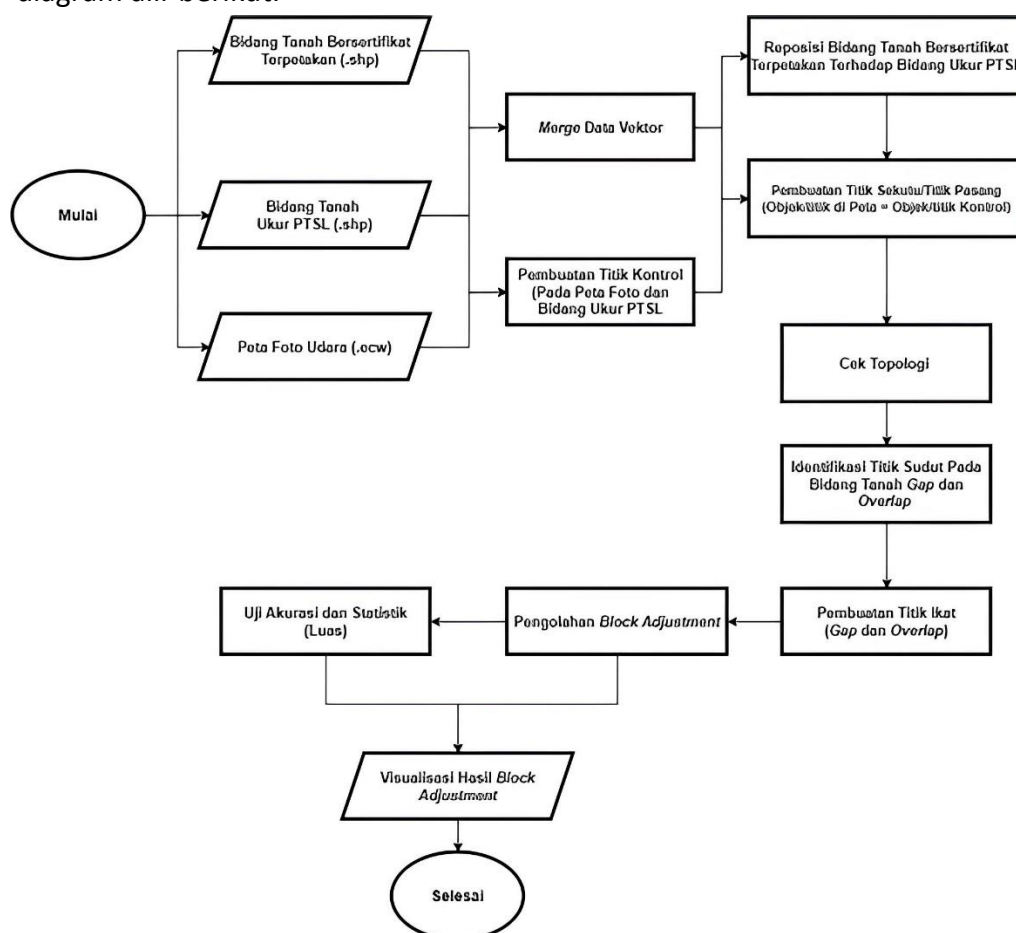 diagram alir berikut:
Mulai
Bidang Tanah Bersertifikat
Terpetakan (.shp)
Bidang Tanah
Ukur PTSL (.shp)
Peta Foto Udara (.ecw)
Merge Data Vektor
Pembuatan Titik Kontrol
(Pada Peta Foto dan
Bidang Ukur PTSL
Reposisi Bidang Tanah Bersertifikat
Terpetakan Terhadap Bidang Ukur PTSL
Pembuatan Titik Sekutu/Titik Pasang
(Objek/titik di Peta = Objek/titik Kontrol)
Cek Topologi
Identifikasi Titik Sudut Pada
Bidang Tanah Gap dan
Overlap
Pembuatan Titik Ikat
(Gap dan Overlap)
Pengolahan Block Adjustment
Uji Akurasi dan Statistik
(Luas)
Visualisasi Hasil Block
Adjustment
Selesai